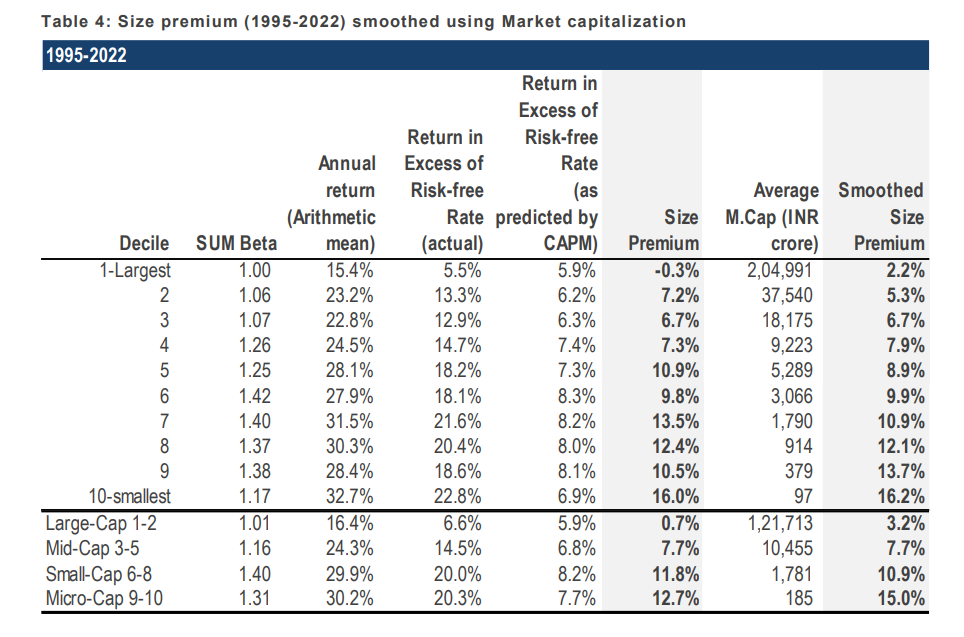 Table 4: Size premium (1995-2022) smoothed using Market capitalization
1995-2022
Return in
Excess of
Return in Risk-free
Annual Excess of Rate
return Risk-free (as Average Smoothed
(Arithmetic Rate predicted by Size M.Cap (INR Size
Decile SUM Beta mean) (actual) CAPM) Premium crore) Premium
1-Largest 1.00 15.4% 5.5% 5.9% -0.3% 2,04,991 2.2%
2 1.06 23.2% 13.3% 6.2% 7.2% 37,540 5.3%
3 1.07 22.8% 12.9% 6.3% 6.7% 18,175 6.7%
4 1.26 24.5% 14.7% 7.4% 7.3% 9,223 7.9%
5 1.25 28.1% 18.2% 7.3% 10.9% 5,289 8.9%
6 1.42 27.9% 18.1% 8.3% 9.8% 3,066 9.9%
7 1.40 31.5% 21.6% 8.2% 13.5% 1,790 10.9%
8 1.37 30.3% 20.4% 8.0% 12.4% 914 12.1%
9 1.38 28.4% 18.6% 8.1% 10.5% 379 13.7%
10-smallest 1.17 32.7% 22.8% 6.9% 16.0% 97 16.2%
Large-Cap 1-2 1.01 16.4% 6.6% 5.9% 0.7% 1,21,713 3.2%
Mid-Cap 3-5 1.16 24.3% 14.5% 6.8% 7.7% 10,455 7.7%
Small-Cap 6-8 1.40 29.9% 20.0% 8.2% 11.8% 1,781 10.9%
Micro-Cap 9-10 1.31 30.2% 20.3% 7.7% 12.7% 185 15.0%